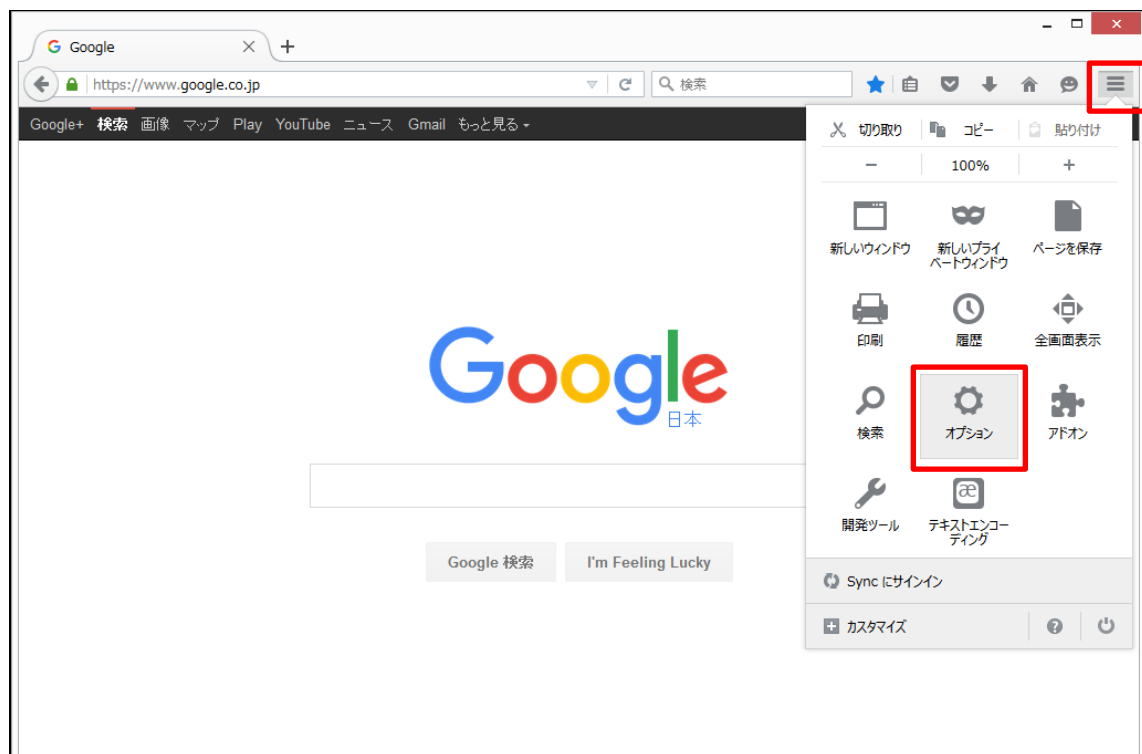 Google
https://www.google.co.jp
検索
Google+ 検索 画像 マップ Play YouTube ニュース Gmail もっと見る
切り取り コピー 貼り付け
100%
新しいウィンドウ
新しいプライ
ベートウィンドウ
ページを保存
印刷
履歴
全画面表示
検索
オプション
アドオン
開発ツール
æ
テキストエンコー
ディング
Sync にサインイン
カスタマイズ
Google
日本
Google 検索 I'm Feeling Lucky